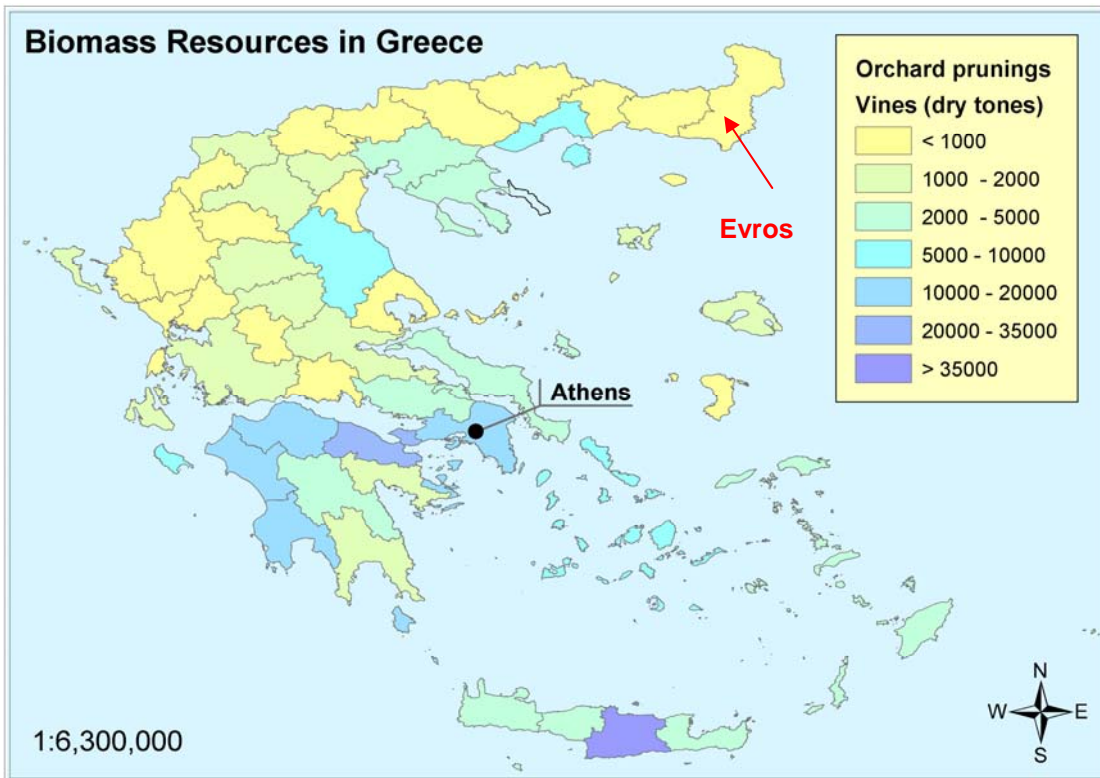 Biomass Resources in Greece
Orchard prunings
Vines (dry tones)
< 1000
1000 - 2000
2000 - 5000
5000 - 10000
10000 - 20000
20000 - 35000
> 35000
Evros
Athens
N
W E
S
1:6,300,000